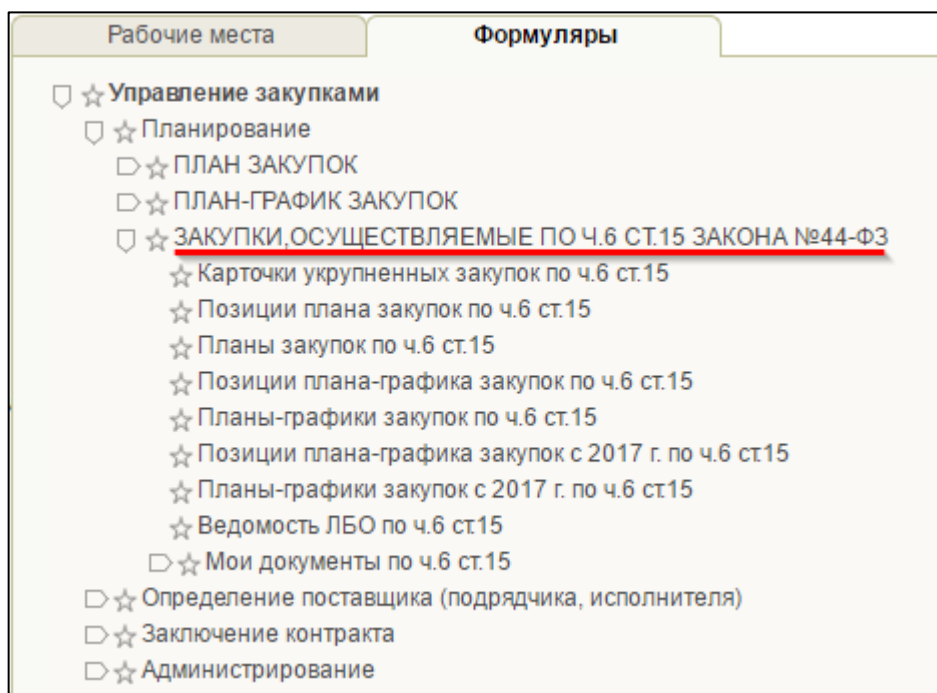 Рабочие места
Формуляры
Управление закупками
Планирование
ПЛАН ЗАКУПОК
ПЛАН-ГРАФИК ЗАКУПОК
ЗАКУПКИ,ОСУЩЕСТВЛЯЕМЫЕ ПО Ч.6 СТ.15 ЗАКОНА №44-ФЗ
Карточки укрупненных закупок по ч.6 ст.15
Позиции плана закупок по ч.6 ст.15
Планы закупок по ч.6 ст.15
Позиции плана-графика закупок по ч.6 ст.15
Планы-графики закупок по ч.6 ст.15
Позиции плана-графика закупок с 2017 г. по ч.6 ст.15
Планы-графики закупок с 2017 г. по ч.6 ст.15
Ведомость ЛБО по ч.6 ст.15
Мои документы по ч.6 ст.15
Определение поставщика (подрядчика, исполнителя)
Заключение контракта
Администрирование